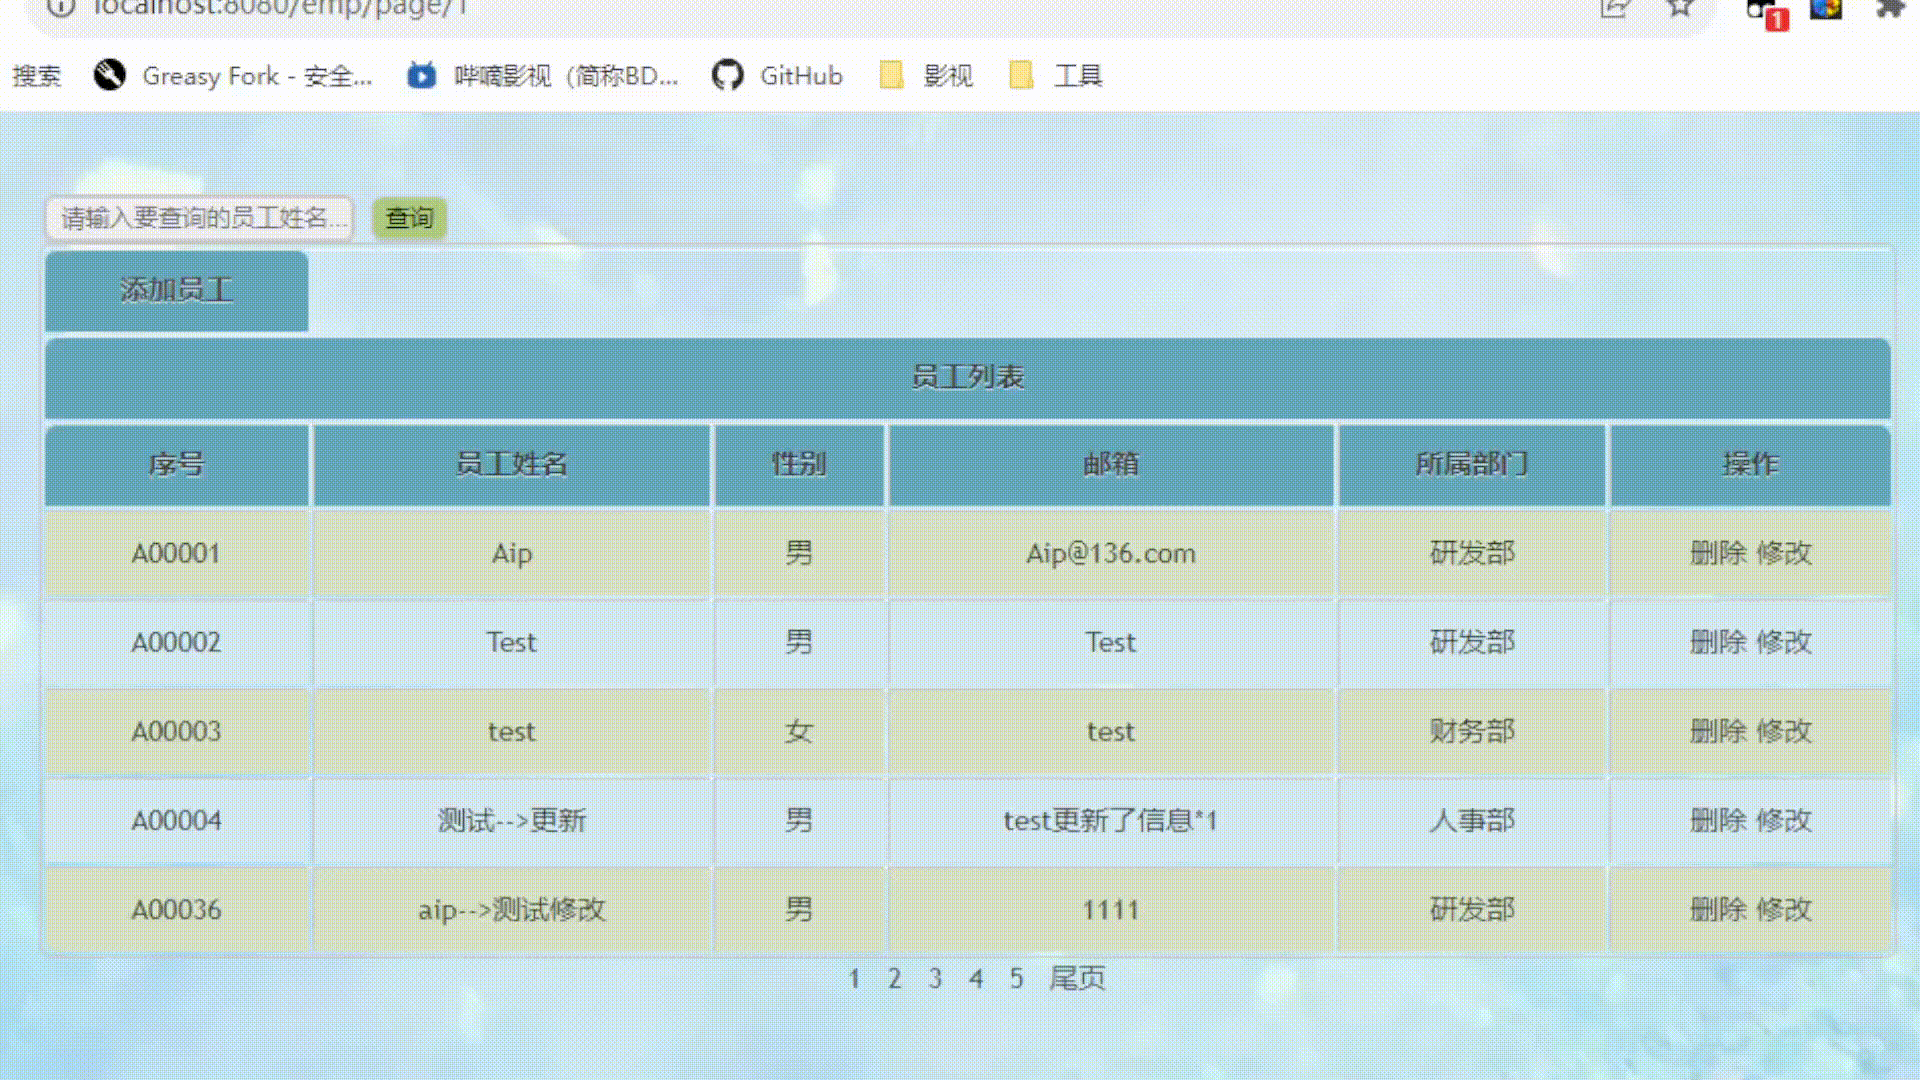 localhost:8080/emp/page/1
搜索 Greasy Fork - 安全... 哔嘀影视（简称BD... GitHub 影视 工具
1
请输入要查询的员工姓名... 查询
添加员工
员工列表
序号 员工姓名 性别 邮箱 所属部门 操作
A00001 Aip 男 Aip@136.com 研发部 删除 修改
A00002 Test 男 Test 研发部 删除 修改
A00003 test 女 test 财务部 删除 修改
A00004 测试-->更新 男 test更新了信息*1 人事部 删除 修改
A00036 aip-->测试修改 男 1111 研发部 删除 修改
1 2 3 4 5 尾页